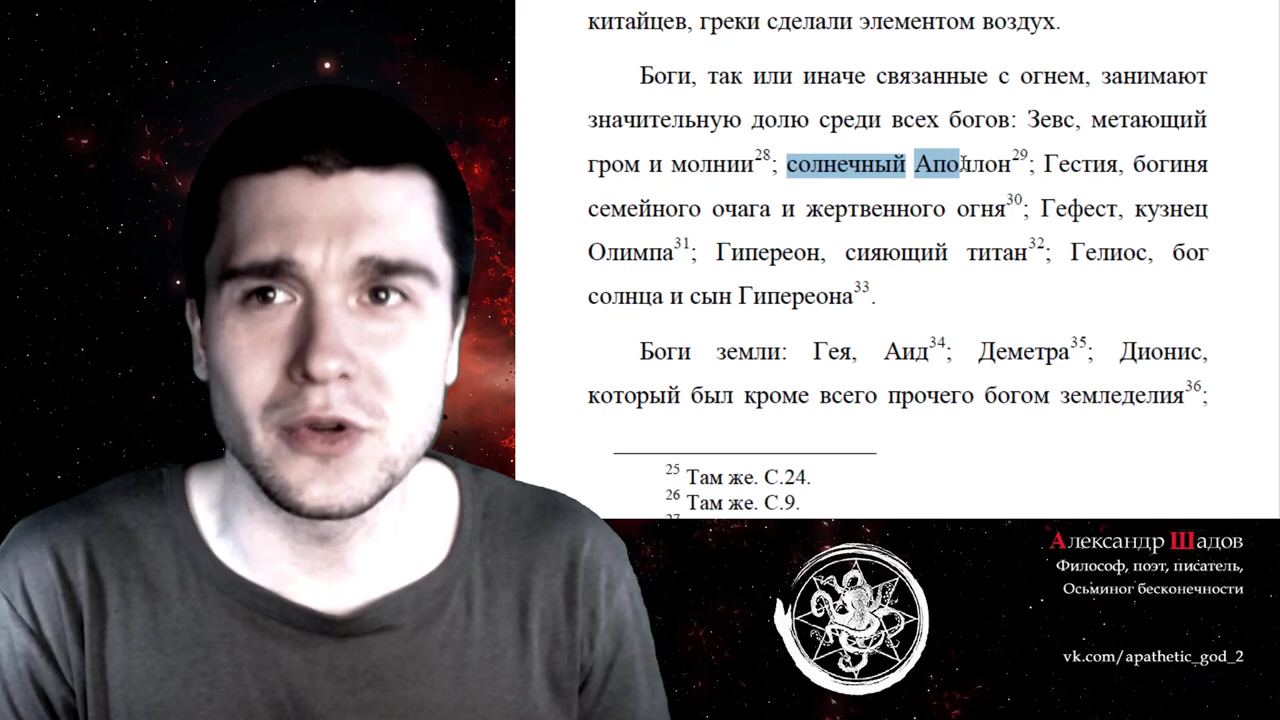 китайцев, греки сделали элементом воздух.
Боги, так или иначе связанные с огнем, занимают
значительную долю среди всех богов: Зевс, метающий
гром и молнии28; солнечный Аполлон29; Гестия, богиня
семейного очага и жертвенного огня30; Гефест, кузнец
Олимпа31; Гипереон, сияющий титан32; Гелиос, бог
солнца и сын Гипереона33.
Боги земли: Гея, Аид34; Деметра35; Дионис,
который был кроме всего прочего богом земледелия36;
25 Там же. С.24.
26 Там же. С.9.
Александр Шадов
Философ, поэт, писатель,
Осьминог бесконечности
vk.com/apathetic_god_2